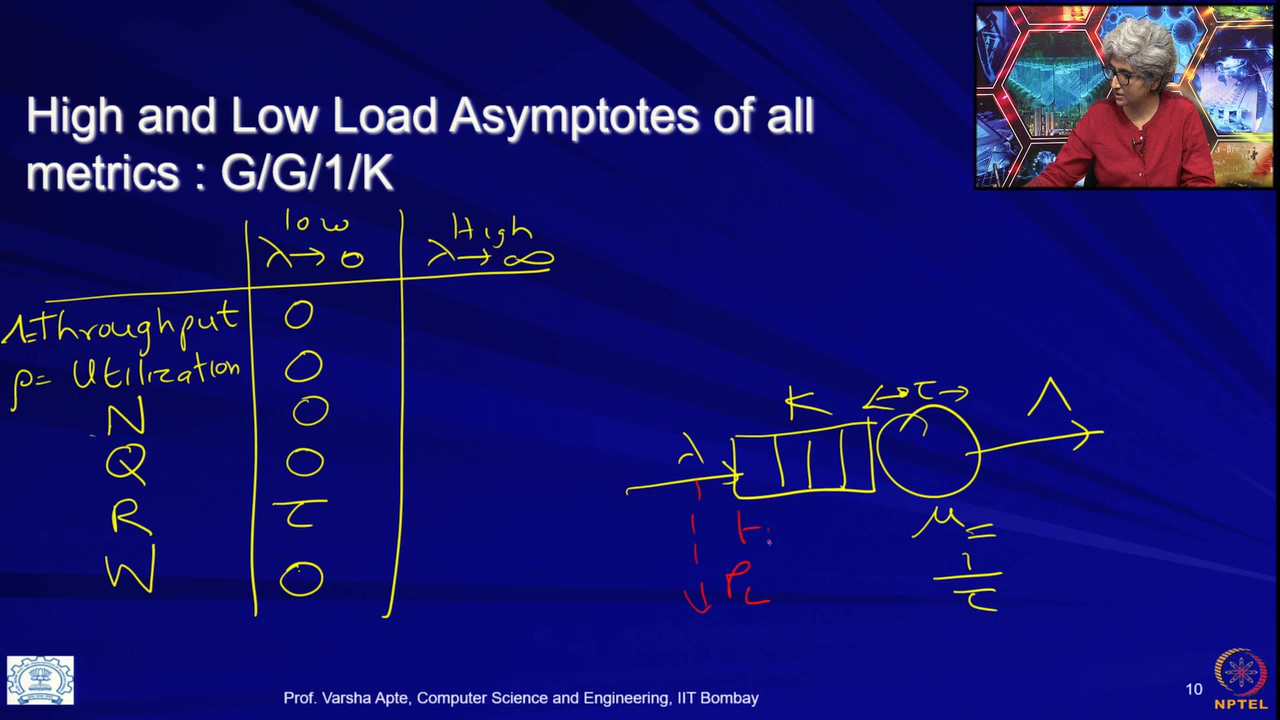 High and Low Load Asymptotes of all
metrics : G/G/1/K
low High
λ→0 λ→∞
Λ=Throughput 0
ρ= Utilization 0
N 0
Q 0
R τ
W 0
K ←τ→
λ Λ
μ =
1
τ
P_L
Prof. Varsha Apte, Computer Science and Engineering, IIT Bombay
10
NPTEL